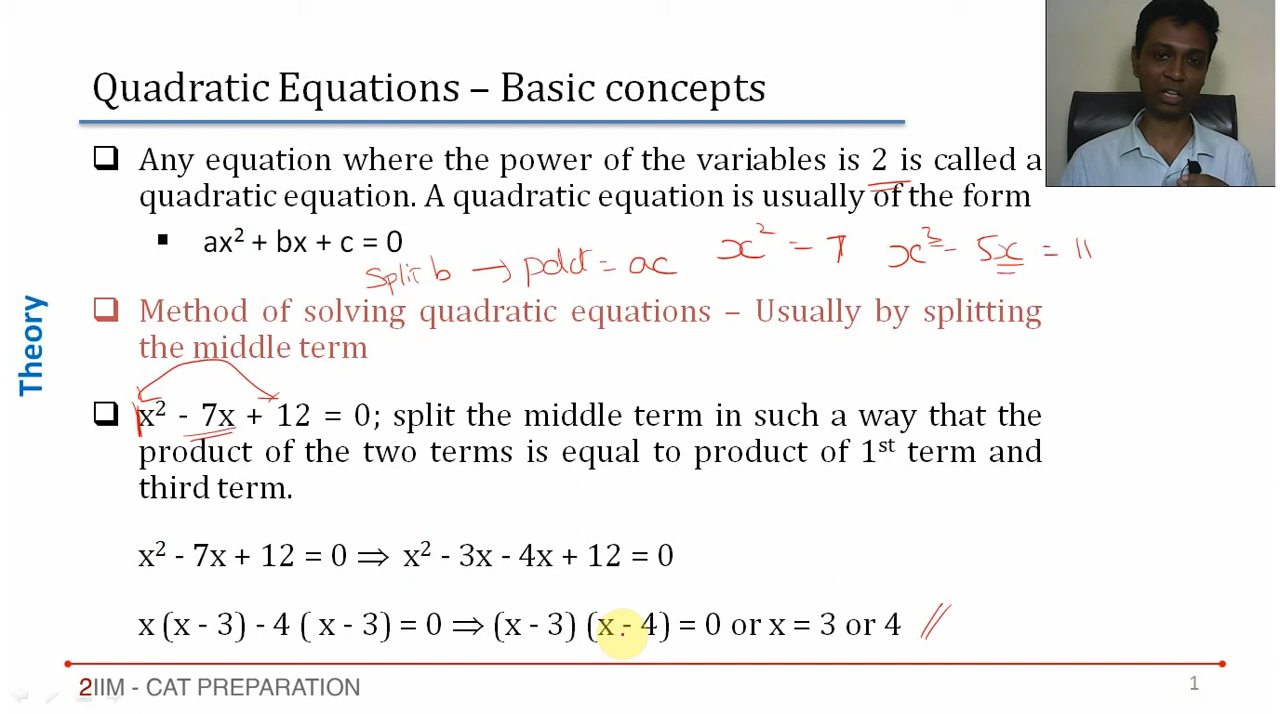 Quadratic Equations – Basic concepts
❑ Any equation where the power of the variables is 2 is called a
quadratic equation. A quadratic equation is usually of the form
▪ ax² + bx + c = 0
x² = 7 x² - 5x = 11
Split b → pdct = ac
❑ Method of solving quadratic equations – Usually by splitting
the middle term
❑ x² - 7x + 12 = 0; split the middle term in such a way that the
product of the two terms is equal to product of 1ˢᵗ term and
third term.
x² - 7x + 12 = 0 ⇒ x² - 3x - 4x + 12 = 0
x (x - 3) - 4 ( x - 3) = 0 ⇒ (x - 3) (x - 4) = 0 or x = 3 or 4
Theory
2IIM - CAT PREPARATION
1